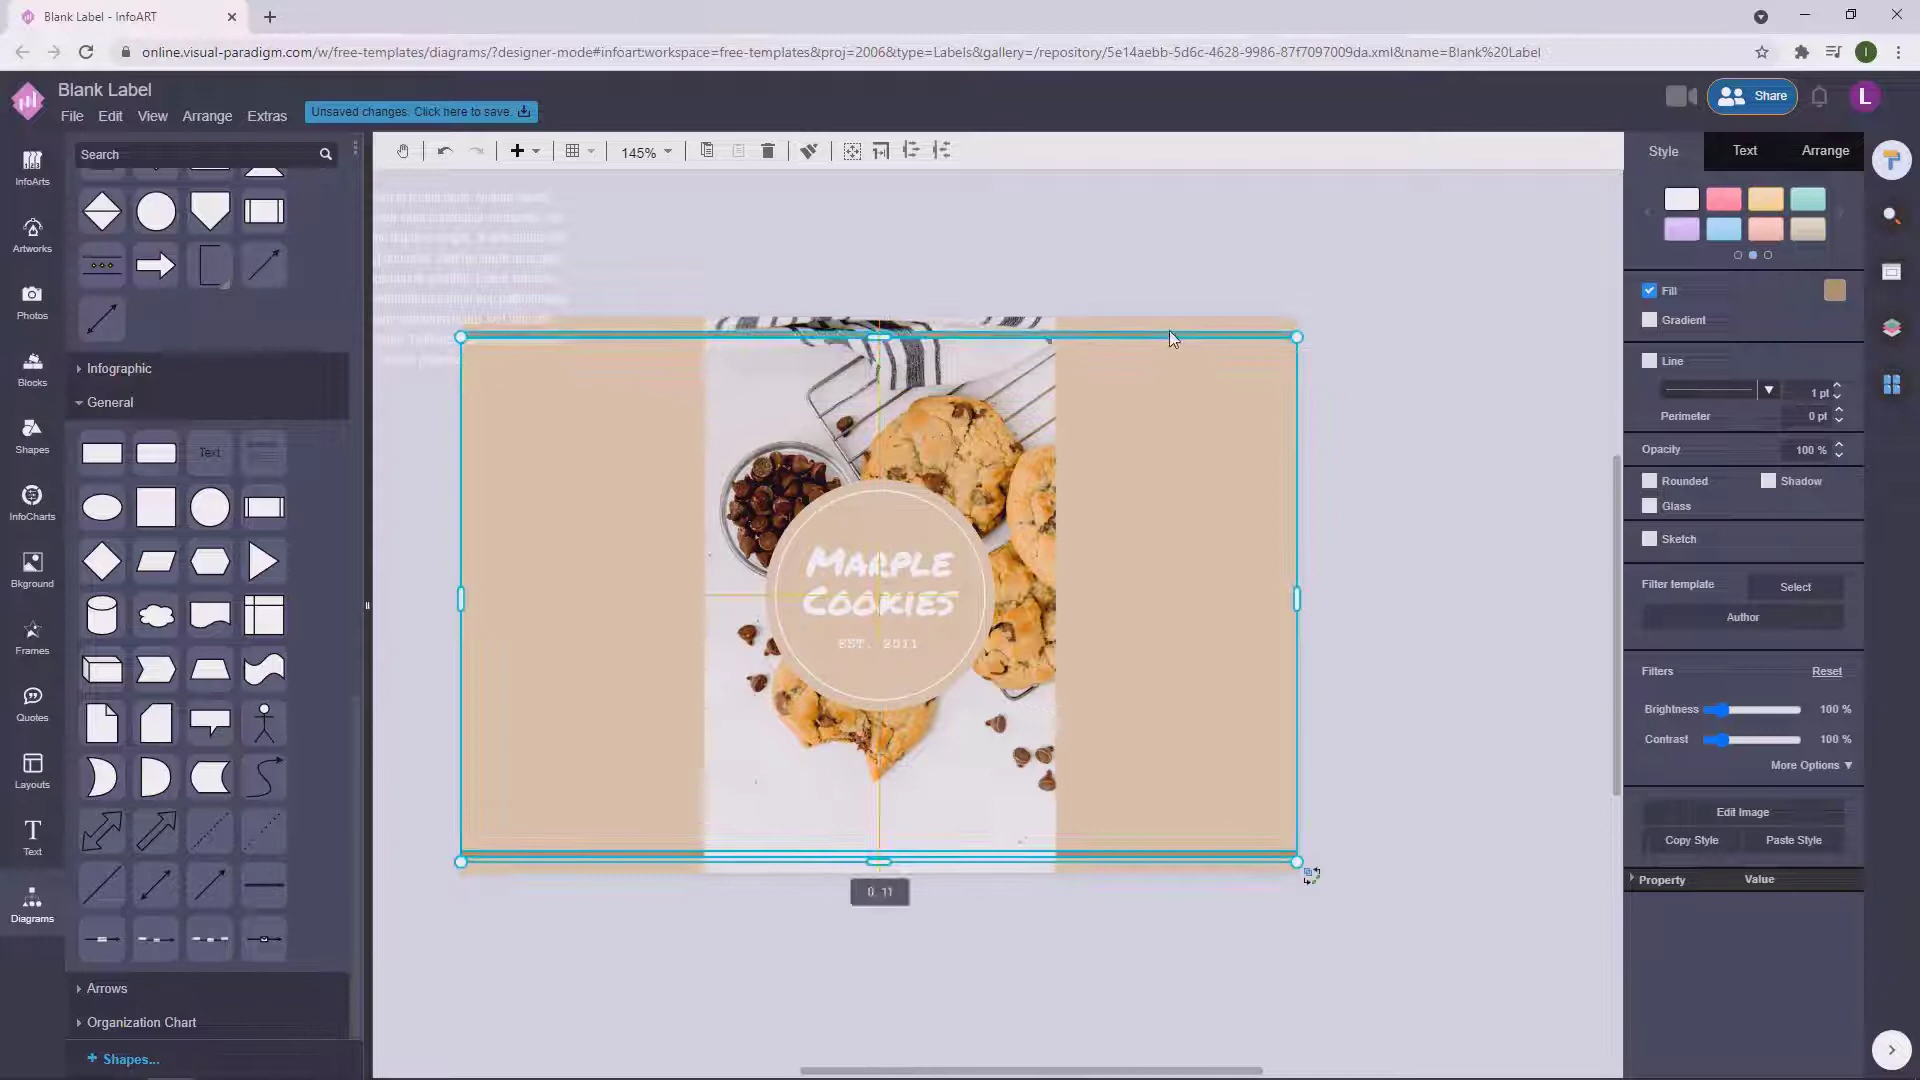 Blank Label - InfoART
online.visual-paradigm.com/w/free-templates/diagrams/?designer-mode#infoart:workspace=free-templates&proj=2006&type=Labels&gallery=/repository/5e14aebb-5d6c-4628-9986-87f7097009da.xml&name=Blank%20Label
I
Blank Label
File
Edit
View
Arrange
Extras
Unsaved changes. Click here to save.
Share
L
InfoArts
Artworks
Photos
Blocks
Shapes
InfoCharts
Bkground
Frames
Quotes
Layouts
Text
Diagrams
Search
Infographic
General
Text
Arrows
Organization Chart
+ Shapes...
145%
MARPLE
COOKIES
EST. 2011
0, 11
Style
Text
Arrange
Fill
Gradient
Line
1 pt
Perimeter
0 pt
Opacity
100 %
Rounded
Shadow
Glass
Sketch
Filter template
Select
Author
Filters
Reset
Brightness
100 %
Contrast
100 %
More Options ▼
Edit Image
Copy Style
Paste Style
Property
Value